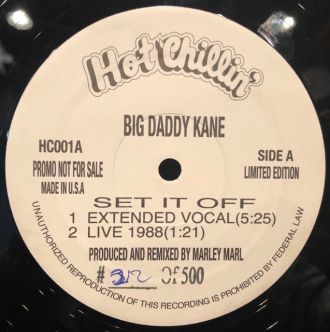 Hot Chillin'
BIG DADDY KANE
HC001A
PROMO NOT FOR SALE
MADE IN U.S.A
SIDE A
LIMITED EDITION
SET IT OFF
1 EXTENDED VOCAL(5:25)
2 LIVE 1988(1:21)
PRODUCED AND REMIXED BY MARLEY MARL
# Of 500
UNAUTHORIZED REPRODUCTION OF THIS RECORDING IS PROHIBITED BY FEDERAL LAW